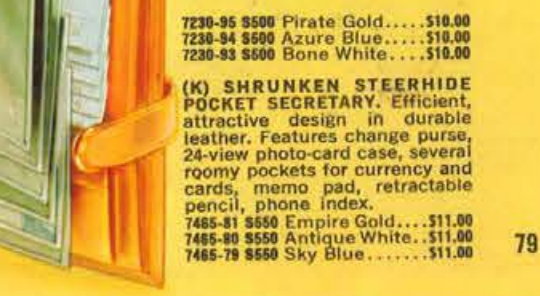 7230-95 S500 Pirate Gold.....$10.00
7230-94 S500 Azure Blue.....$10.00
7230-93 S500 Bone White....$10.00
(K) SHRUNKEN STEERHIDE
POCKET SECRETARY. Efficient,
attractive design in durable
leather. Features change purse,
24-view photo-card case, several
roomy pockets for currency and
cards, memo pad, retractable
pencil, phone index.
7465-81 S550 Empire Gold....$11.00
7465-80 S550 Antique White..$11.00
7465-79 S550 Sky Blue.......$11.00
79